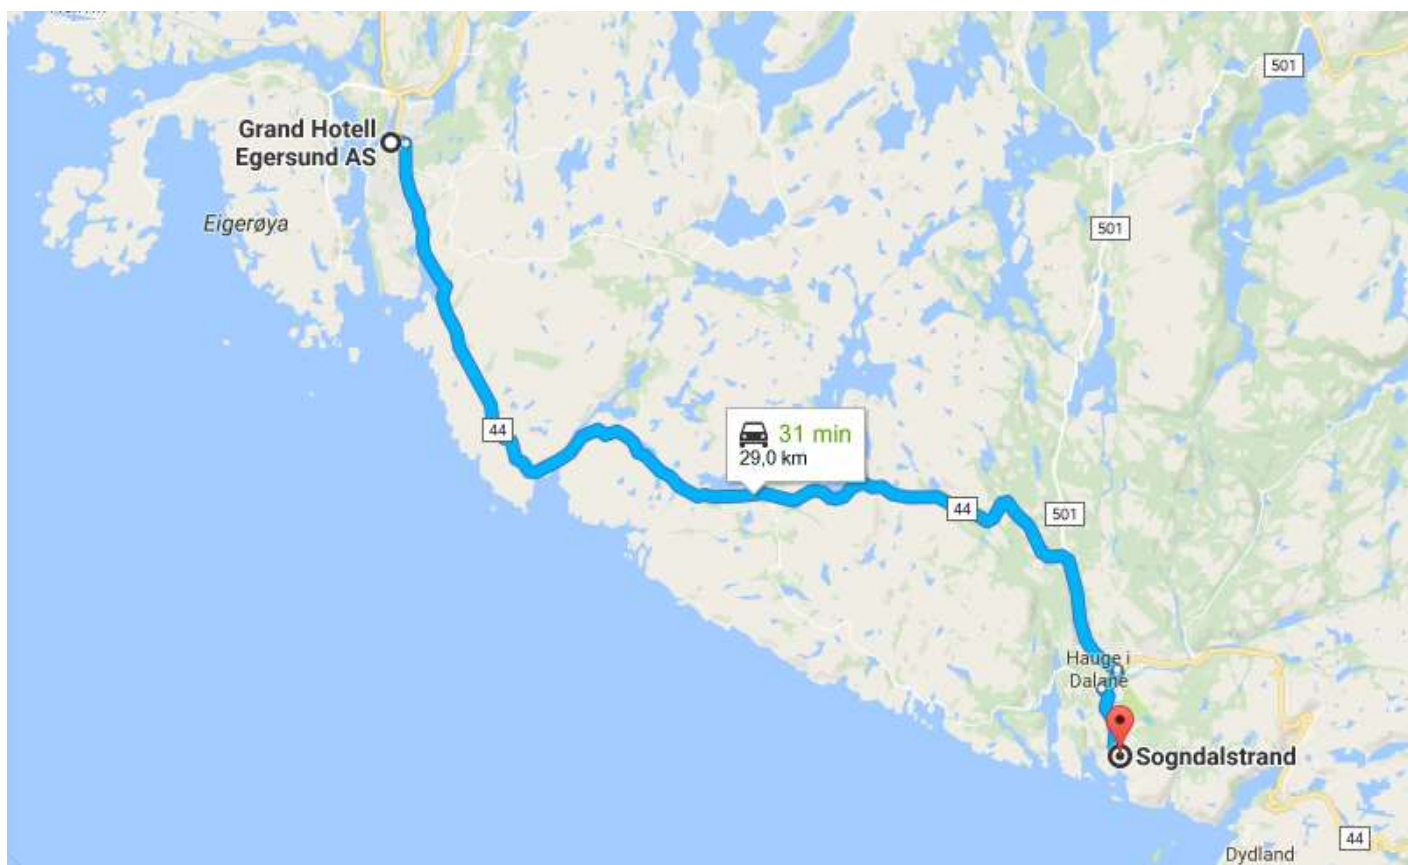 501
Grand Hotell
Egersund AS
Eigerøya
501
31 min
29,0 km
44
44
501
Hauge i
Dalane
Sogndalstrand
44
Dydland